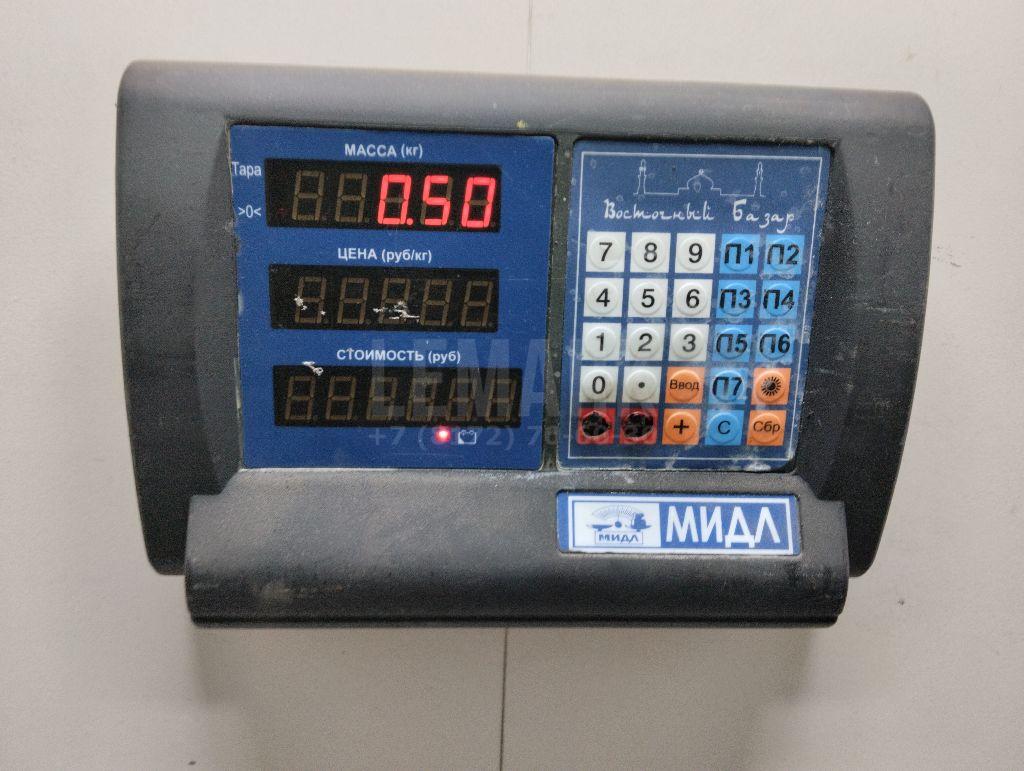 МАССА (кг)
Тара
>0<
0.50
ЦЕНА (руб/кг)
СТОИМОСТЬ (руб)
Восточный Базар
7 8 9 П1 П2
4 5 6 П3 П4
1 2 3 П5 П6
0 • Ввод П7
+ C Сбр
МИДЛ
МИДЛ